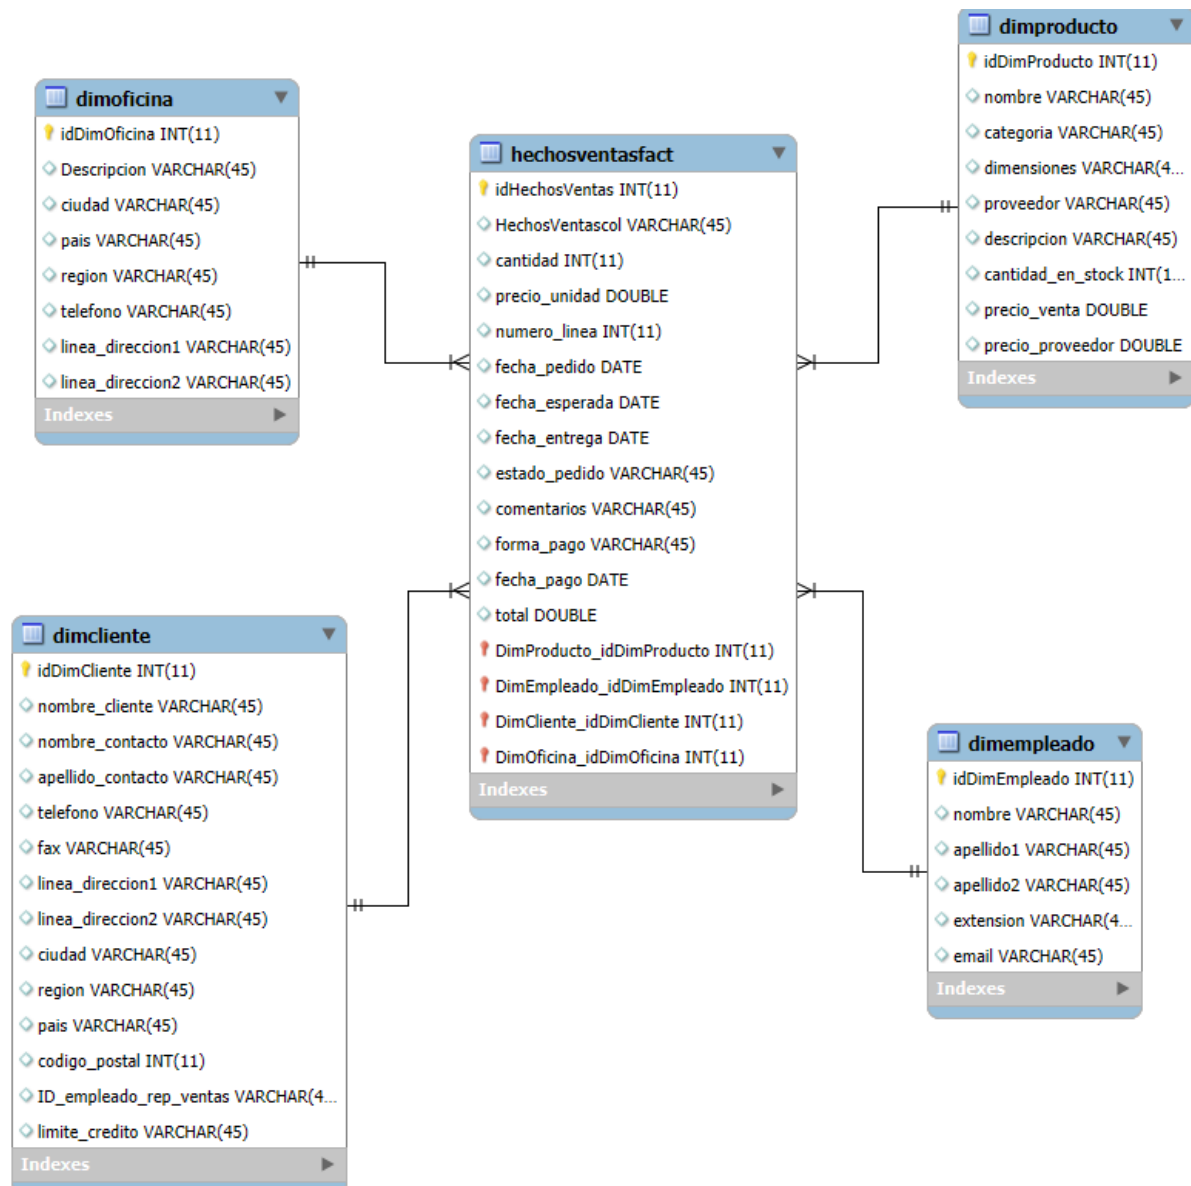 dimoficina
idDimOficina INT(11)
Descripcion VARCHAR(45)
ciudad VARCHAR(45)
pais VARCHAR(45)
region VARCHAR(45)
telefono VARCHAR(45)
linea_direccion1 VARCHAR(45)
linea_direccion2 VARCHAR(45)
Indexes
hechosventasfact
idHechosVentas INT(11)
HechosVentascol VARCHAR(45)
cantidad INT(11)
precio_unidad DOUBLE
numero_linea INT(11)
fecha_pedido DATE
fecha_esperada DATE
fecha_entrega DATE
estado_pedido VARCHAR(45)
comentarios VARCHAR(45)
forma_pago VARCHAR(45)
fecha_pago DATE
total DOUBLE
DimProducto_idDimProducto INT(11)
DimEmpleado_idDimEmpleado INT(11)
DimCliente_idDimCliente INT(11)
DimOficina_idDimOficina INT(11)
Indexes
dimproducto
idDimProducto INT(11)
nombre VARCHAR(45)
categoria VARCHAR(45)
dimensiones VARCHAR(4...
proveedor VARCHAR(45)
descripcion VARCHAR(45)
cantidad_en_stock INT(1...
precio_venta DOUBLE
precio_proveedor DOUBLE
Indexes
dimcliente
idDimCliente INT(11)
nombre_cliente VARCHAR(45)
nombre_contacto VARCHAR(45)
apellido_contacto VARCHAR(45)
telefono VARCHAR(45)
fax VARCHAR(45)
linea_direccion1 VARCHAR(45)
linea_direccion2 VARCHAR(45)
ciudad VARCHAR(45)
region VARCHAR(45)
pais VARCHAR(45)
codigo_postal INT(11)
ID_empleado_rep_ventas VARCHAR(4...
limite_credito VARCHAR(45)
Indexes
dimempleado
idDimEmpleado INT(11)
nombre VARCHAR(45)
apellido1 VARCHAR(45)
apellido2 VARCHAR(45)
extension VARCHAR(4...
email VARCHAR(45)
Indexes